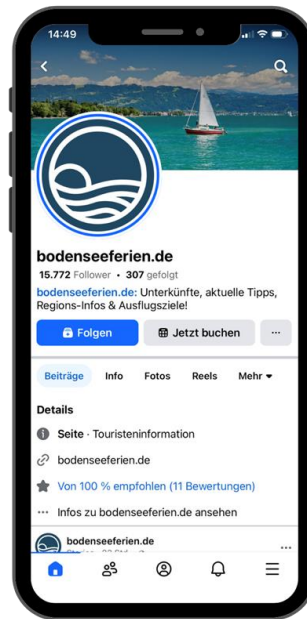 14:49
bodenseeferien.de
15.772 Follower • 307 gefolgt
bodenseeferien.de: Unterkünfte, aktuelle Tipps,
Regions-Infos & Ausflugsziele!
Folgen
Jetzt buchen
...
Beiträge Info Fotos Reels Mehr
Details
Seite · Touristeninformation
bodenseeferien.de
Von 100 % empfohlen (11 Bewertungen)
... Infos zu bodenseeferien.de ansehen
bodenseeferien.de
...